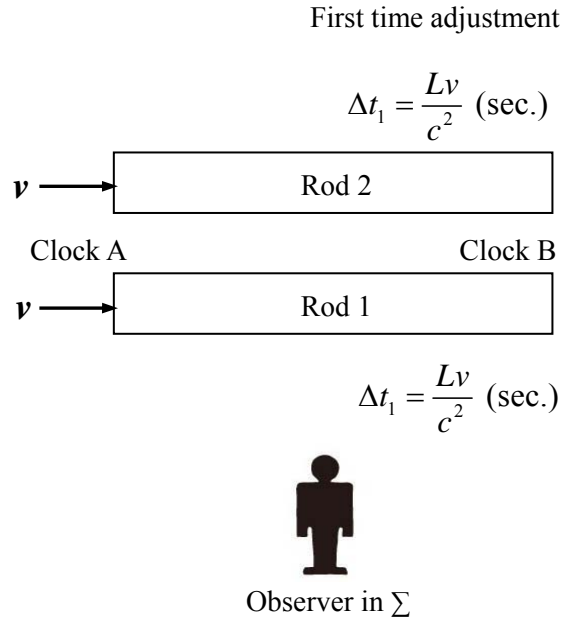 First time adjustment
Δt₁ = Lv/c² (sec.)
v Rod 2
Clock A Clock B
v Rod 1
Δt₁ = Lv/c² (sec.)
Observer in ∑